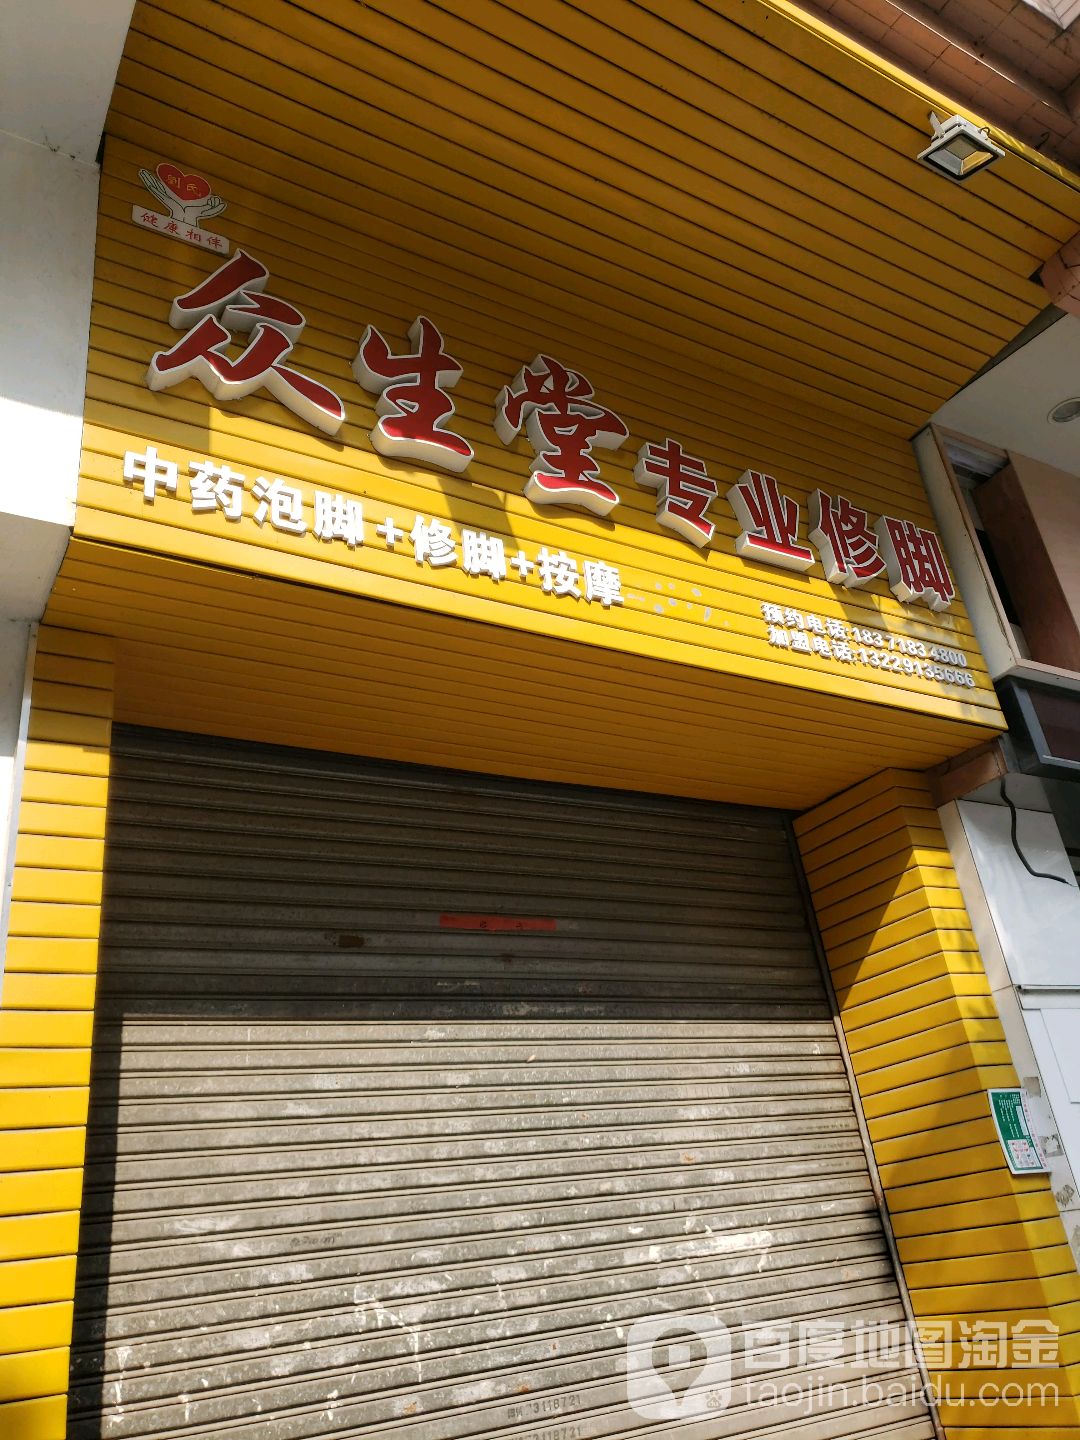 劉氏
健康相伴
众生堂专业修脚
中药泡脚+修脚+按摩
预约电话:183 7183 4800
加盟电话:13229135666
73118721
百度地图淘金
taojin.baidu.com